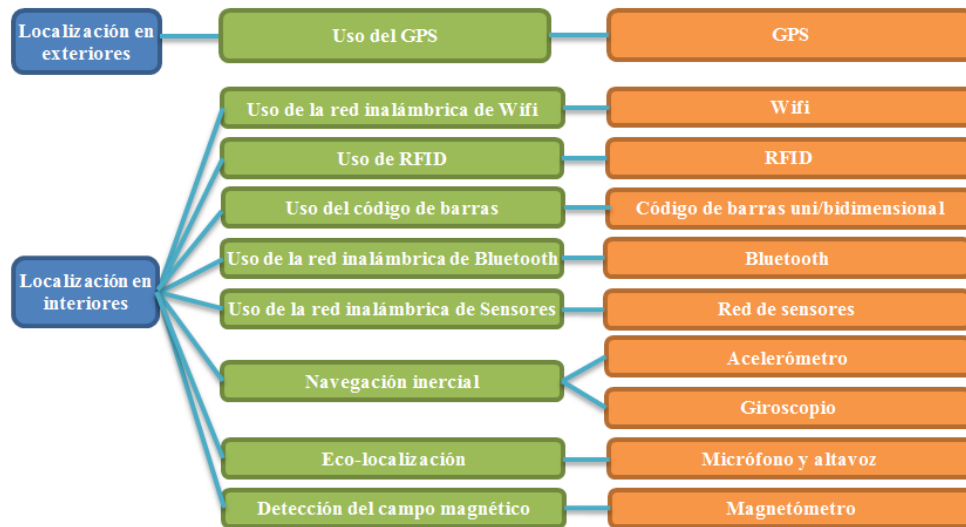 Localización en
exteriores
Uso del GPS
GPS
Uso de la red inalámbrica de Wifi
Wifi
Uso de RFID
RFID
Uso del código de barras
Código de barras uni/bidimensional
Localización en
interiores
Uso de la red inalámbrica de Bluetooth
Bluetooth
Uso de la red inalámbrica de Sensores
Red de sensores
Navegación inercial
Acelerómetro
Giroscopio
Eco-localización
Micrófono y altavoz
Detección del campo magnético
Magnetómetro